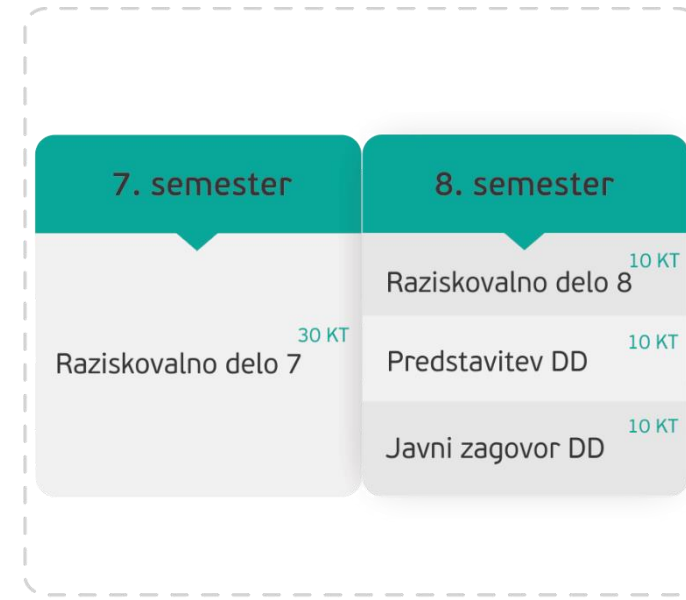 7. semester
30 KT
Raziskovalno delo 7
8. semester
10 KT
Raziskovalno delo 8
10 KT
Predstavitev DD
10 KT
Javni zagovor DD